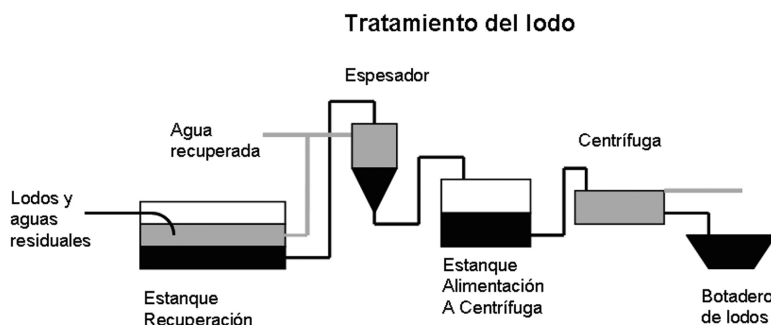 Tratamiento del lodo
Espesador
Agua
recuperada
Centrífuga
Lodos y
aguas
residuales
Estanque
Recuperación
Estanque
Alimentación
A Centrífuga
Botadero
de lodos